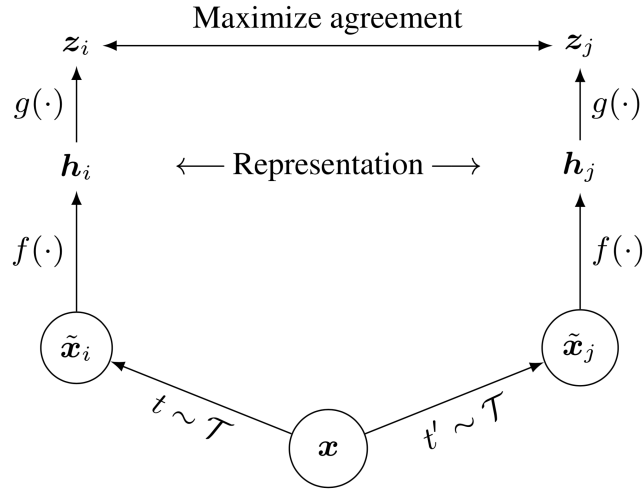 Maximize agreement
z_i z_j
g(·) g(·)
h_i ← Representation → h_j
f(·) f(·)
x̃_i x̃_j
t ∼ 𝒯 t′ ∼ 𝒯
x